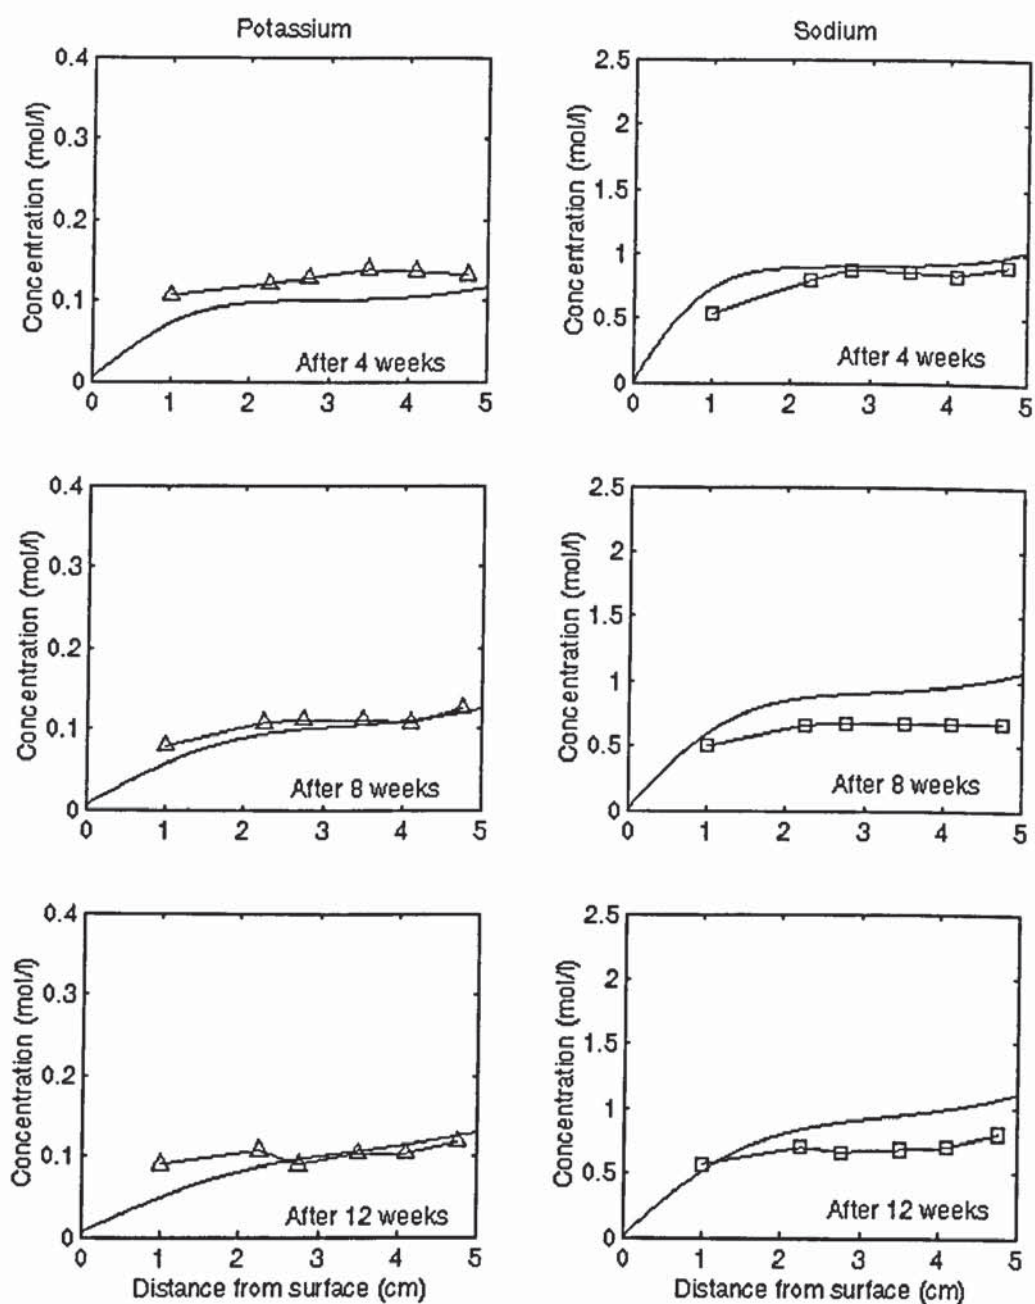 Potassium
Sodium
0.4
0.3
0.2
0.1
0
Concentration (mol/l)
After 4 weeks
0 1 2 3 4 5
2.5
2
1.5
1
0.5
0
Concentration (mol/l)
After 4 weeks
0 1 2 3 4 5
0.4
0.3
0.2
0.1
0
Concentration (mol/l)
After 8 weeks
0 1 2 3 4 5
2.5
2
1.5
1
0.5
0
Concentration (mol/l)
After 8 weeks
0 1 2 3 4 5
0.4
0.3
0.2
0.1
0
Concentration (mol/l)
After 12 weeks
0 1 2 3 4 5
Distance from surface (cm)
2.5
2
1.5
1
0.5
0
Concentration (mol/l)
After 12 weeks
0 1 2 3 4 5
Distance from surface (cm)